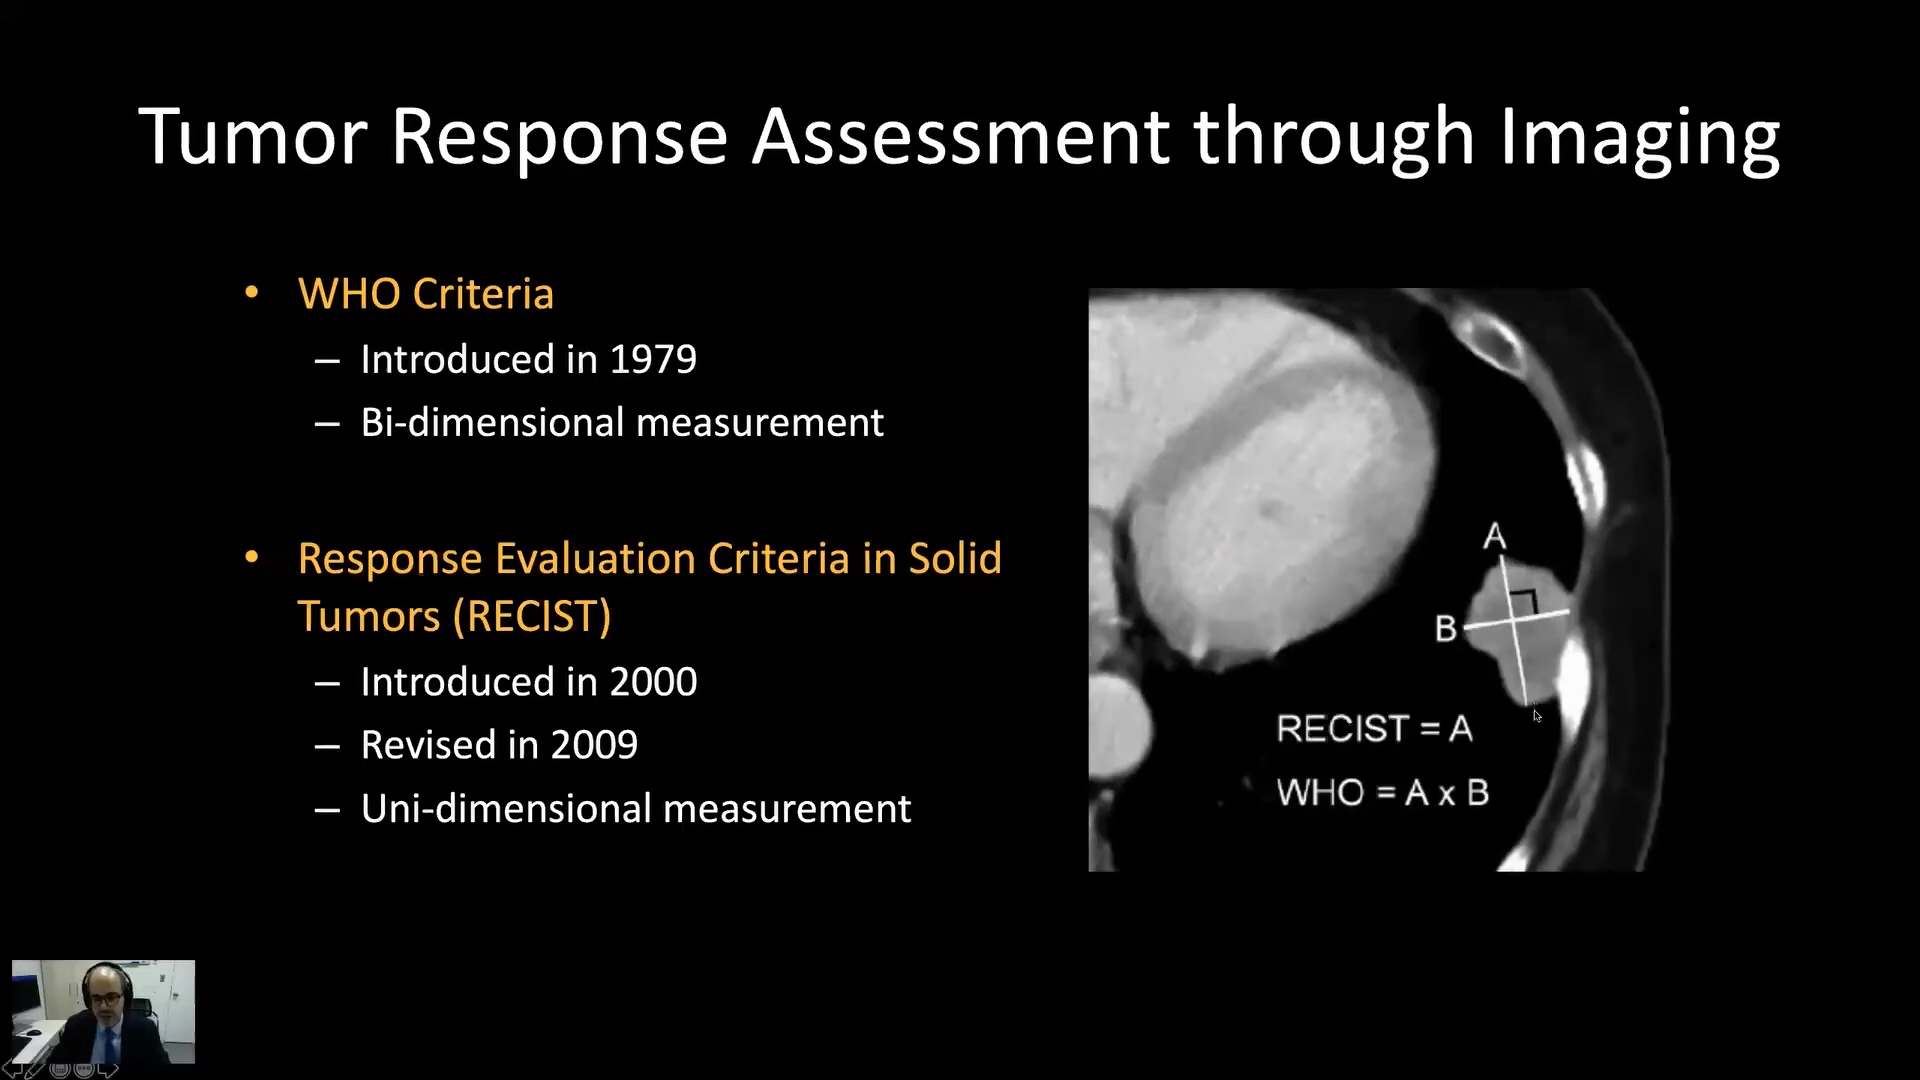 Tumor Response Assessment through Imaging
• WHO Criteria
– Introduced in 1979
– Bi-dimensional measurement
• Response Evaluation Criteria in Solid
Tumors (RECIST)
– Introduced in 2000
– Revised in 2009
– Uni-dimensional measurement
A
B
RECIST = A
WHO = A x B